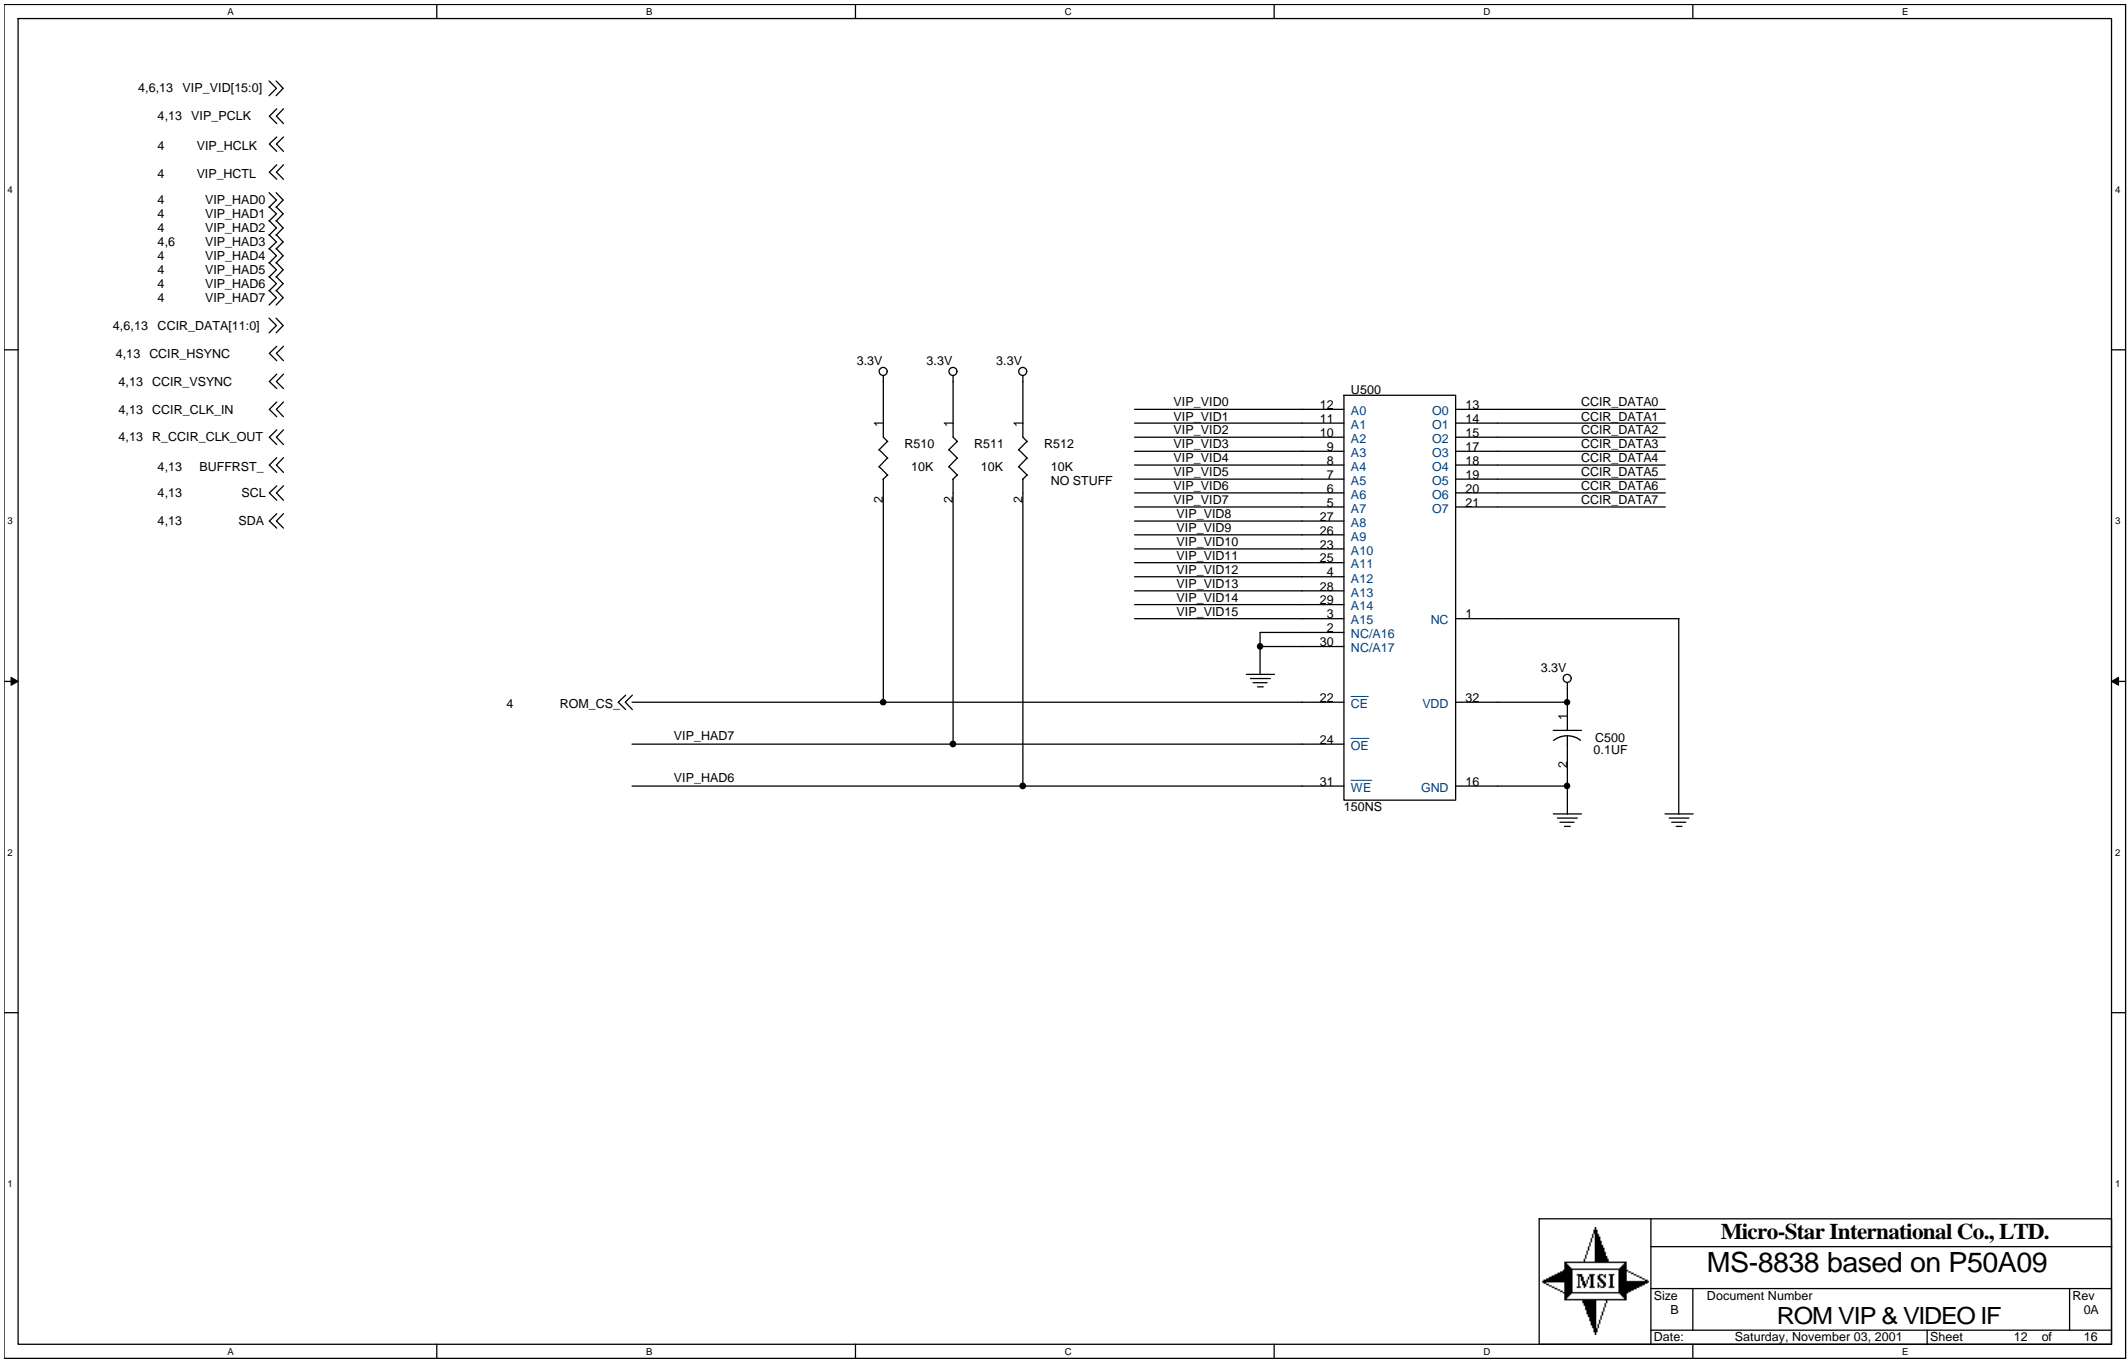 A B C D E
4,6,13 VIP_VID[15:0]
4,13 VIP_PCLK
4 VIP_HCLK
4 VIP_HCTL
4 4
4 VIP_HAD0
4 VIP_HAD1
4 VIP_HAD2
4,6 VIP_HAD3
4 VIP_HAD4
4 VIP_HAD5
4 VIP_HAD6
4 VIP_HAD7
4,6,13 CCIR_DATA[11:0]
4,13 CCIR_HSYNC
4,13 CCIR_VSYNC
4,13 CCIR_CLK_IN
4,13 R_CCIR_CLK_OUT
4,13 BUFFRST_
4,13 SCL
4,13 SDA
3 3
3.3V 3.3V 3.3V
1 1 1
R510 R511 R512
10K 10K 10K
NO STUFF
2 2 2
U500
VIP_VID0 12 A0 O0 13 CCIR_DATA0
VIP_VID1 11 A1 O1 14 CCIR_DATA1
VIP_VID2 10 A2 O2 15 CCIR_DATA2
VIP_VID3 9 A3 O3 17 CCIR_DATA3
VIP_VID4 8 A4 O4 18 CCIR_DATA4
VIP_VID5 7 A5 O5 19 CCIR_DATA5
VIP_VID6 6 A6 O6 20 CCIR_DATA6
VIP_VID7 5 A7 O7 21 CCIR_DATA7
VIP_VID8 27 A8
VIP_VID9 26 A9
VIP_VID10 23 A10
VIP_VID11 25 A11
VIP_VID12 4 A12
VIP_VID13 28 A13
VIP_VID14 29 A14
VIP_VID15 3 A15 NC 1
2 NC/A16
30 NC/A17
3.3V
4 ROM_CS_ 22 CE VDD 32
1
VIP_HAD7 24 OE C500
0.1UF
2
VIP_HAD6 31 WE GND 16
150NS
2 2
1 1
Micro-Star International Co., LTD.
MS-8838 based on P50A09
MSI
Size Document Number Rev
B ROM VIP & VIDEO IF 0A
Date: Saturday, November 03, 2001 Sheet 12 of 16
A B C D E